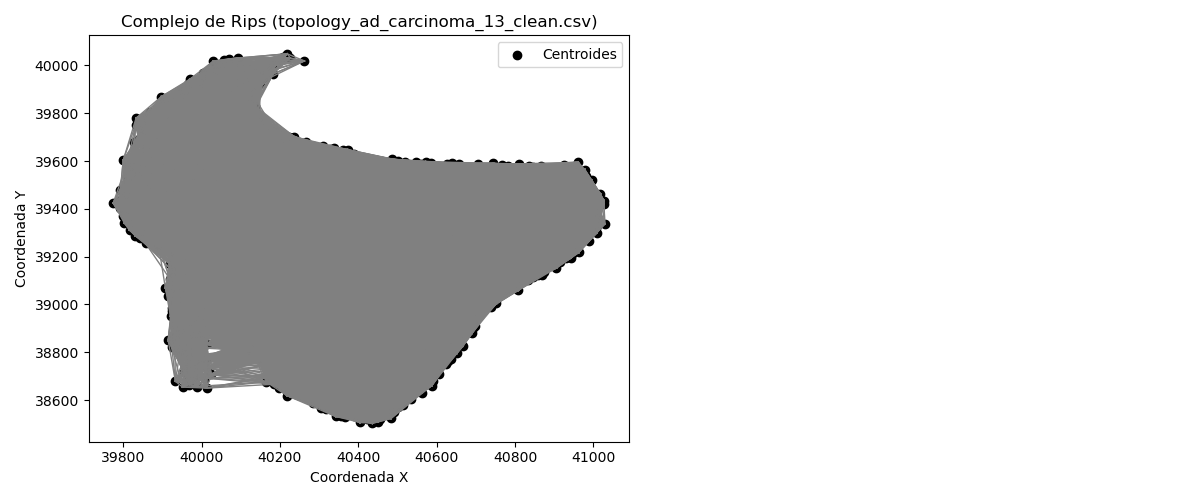 Complejo de Rips (topology_ad_carcinoma_13_clean.csv)
Centroides
40000
39800
39600
39400
39200
39000
38800
38600
Coordenada Y
39800 40000 40200 40400 40600 40800 41000
Coordenada X